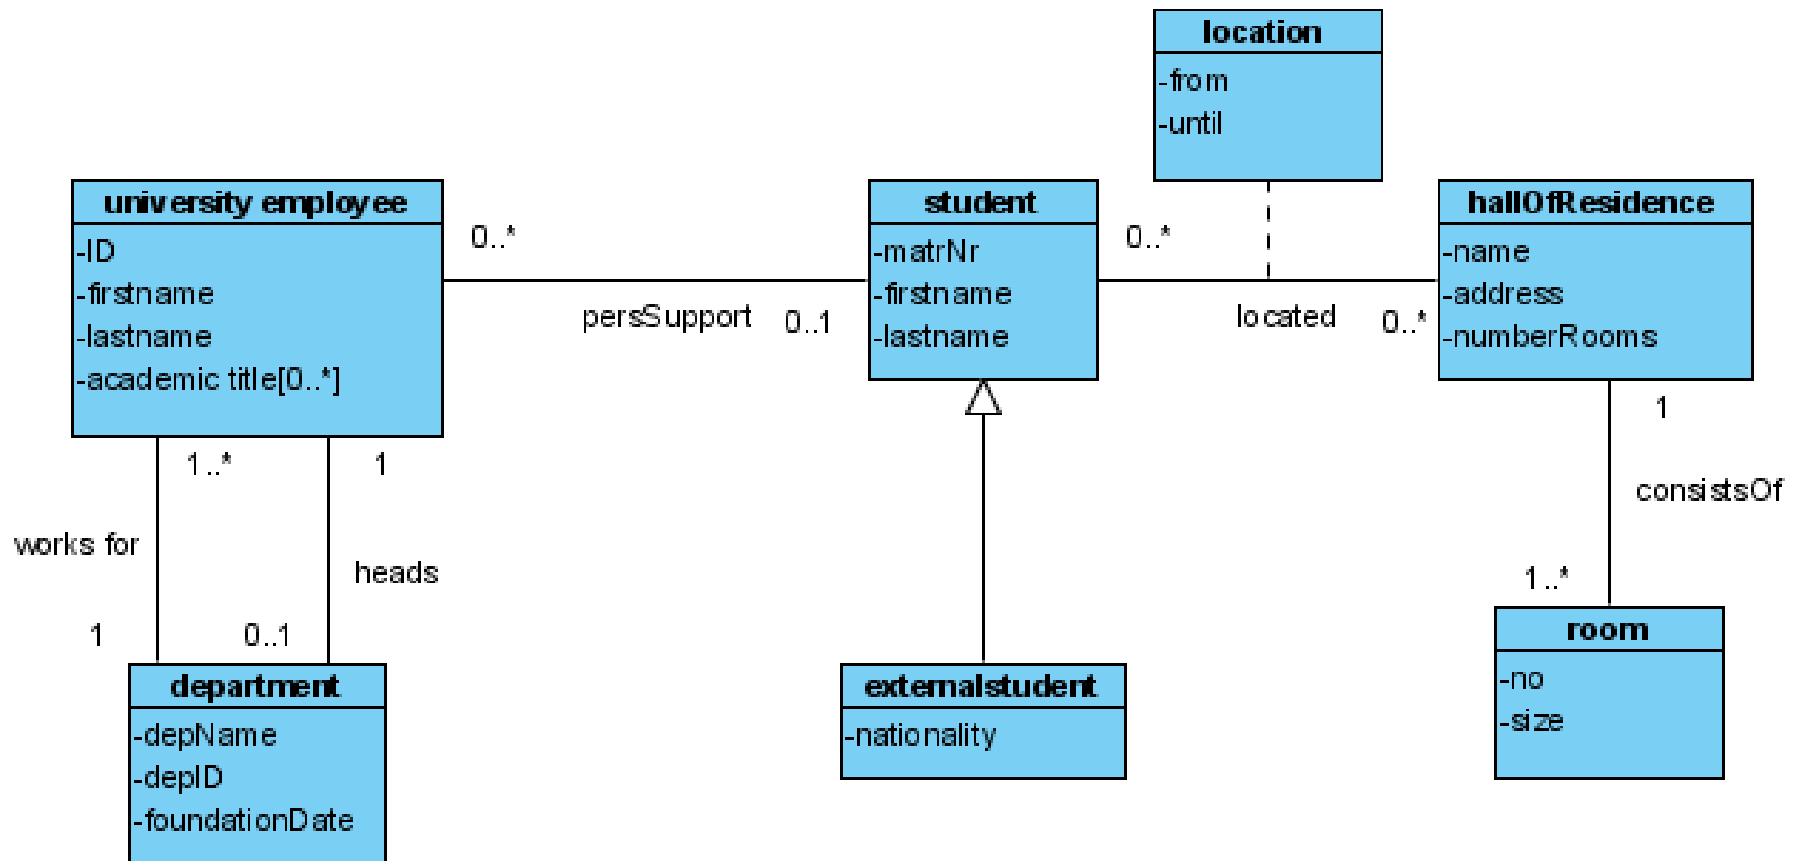 location
-from
-until
university employee
-ID
-firstname
-lastname
-academic title[0..*]
0..*
persSupport
0..1
student
-matrNr
-firstname
-lastname
0..*
located
0..*
hallOfResidence
-name
-address
-numberRooms
1..*
1
works for
heads
1
0..1
department
-depName
-depID
-foundationDate
externalstudent
-nationality
1
consistsOf
1..*
room
-no
-size